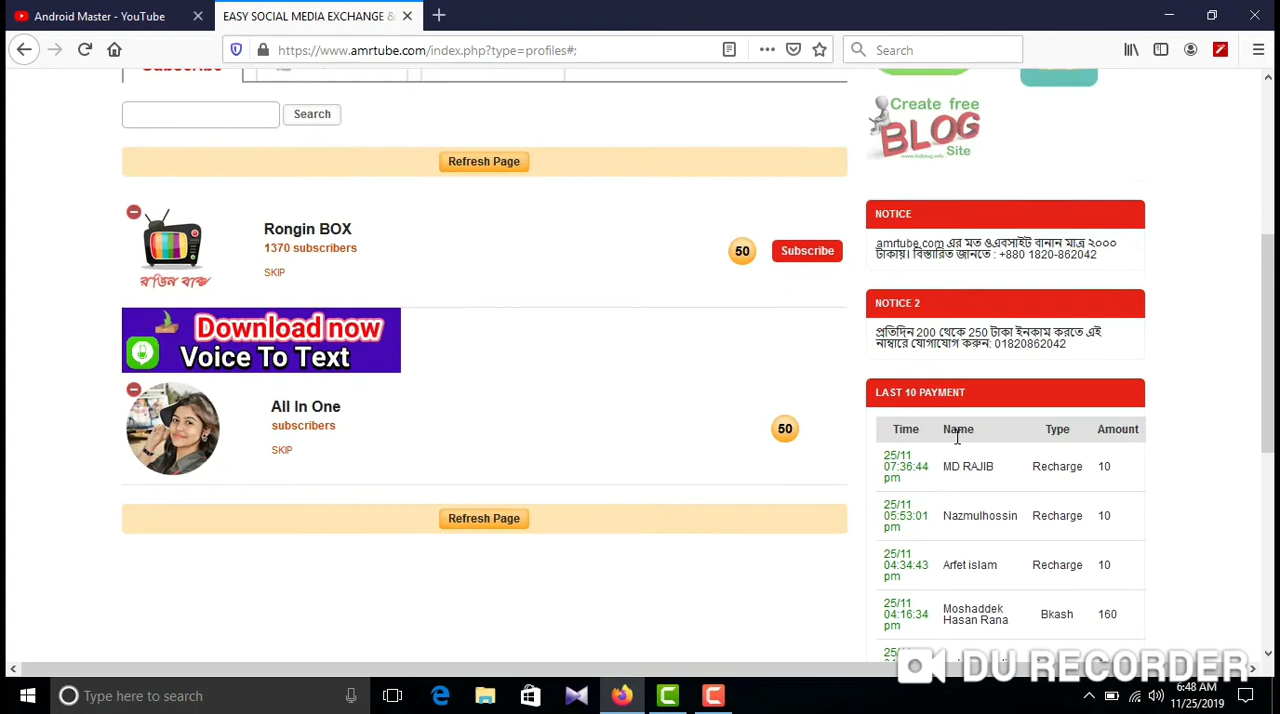 Android Master - YouTube
EASY SOCIAL MEDIA EXCHANGE &
https://www.amrtube.com/index.php?type=profiles#;
Search
Subscribe
Search
Refresh Page
Rongin BOX
1370 subscribers
SKIP
50
Subscribe
রঙিন বাক্স
Download now
Voice To Text
All In One
subscribers
SKIP
50
Refresh Page
Create free
BLOG
Site
NOTICE
amrtube.com এর মত ওএবসাইট বানান মাত্র ২০০০
টাকায়। বিস্তারিত জানতে : +880 1820-862042
NOTICE 2
প্রতিদিন 200 থেকে 250 টাকা ইনকাম করতে এই
নাম্বারে যোগাযোগ করুন: 01820862042
LAST 10 PAYMENT
Time Name Type Amount
25/11
07:36:44 MD RAJIB Recharge 10
pm
25/11
05:53:01 Nazmulhossin Recharge 10
pm
25/11
04:34:43 Arfet islam Recharge 10
pm
25/11
04:16:34 Moshaddek Hasan Rana Bkash 160
pm
DU RECORDER
Type here to search
6:48 AM
11/25/2019